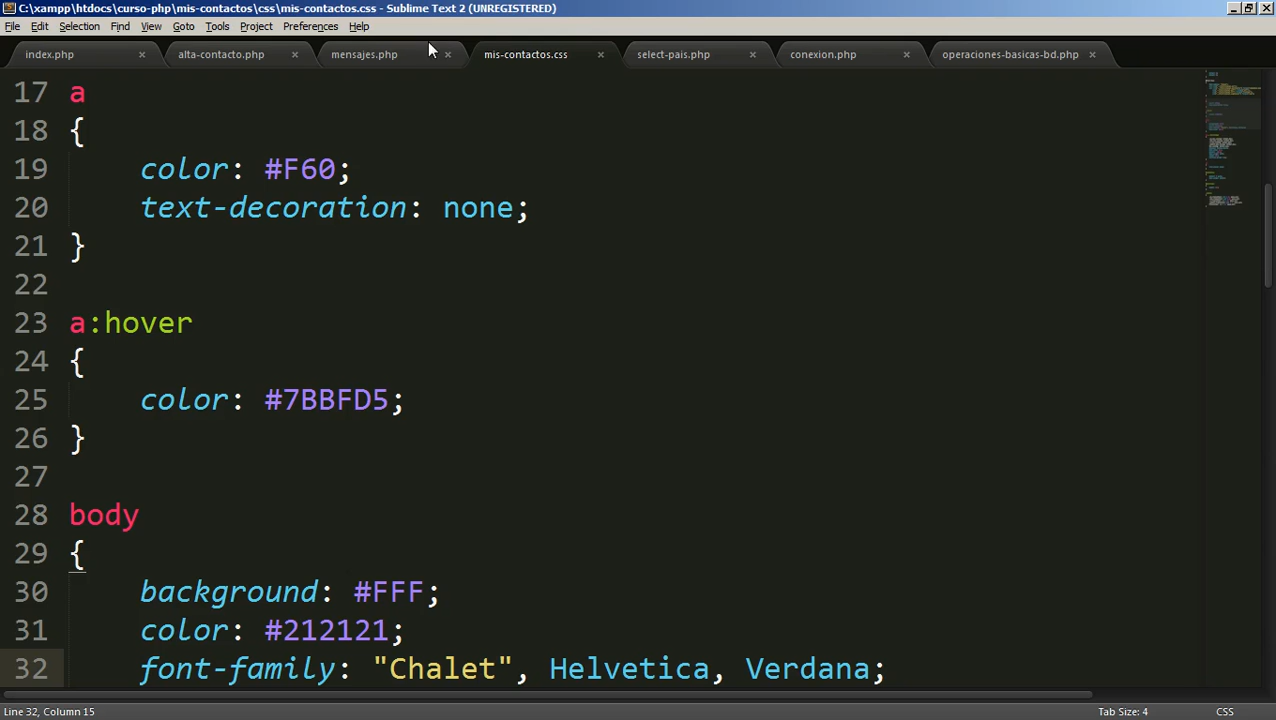 C:\xampp\htdocs\curso-php\mis-contactos\css\mis-contactos.css - Sublime Text 2 (UNREGISTERED)
File Edit Selection Find View Goto Tools Project Preferences Help
index.php × alta-contacto.php × mensajes.php × mis-contactos.css × select-pais.php × conexion.php × operaciones-basicas-bd.php ×
17 a
18 {
19 color: #F60;
20 text-decoration: none;
21 }
22
23 a:hover
24 {
25 color: #7BBFD5;
26 }
27
28 body
29 {
30 background: #FFF;
31 color: #212121;
32 font-family: "Chalet", Helvetica, Verdana;
Line 32, Column 15 Tab Size: 4 CSS